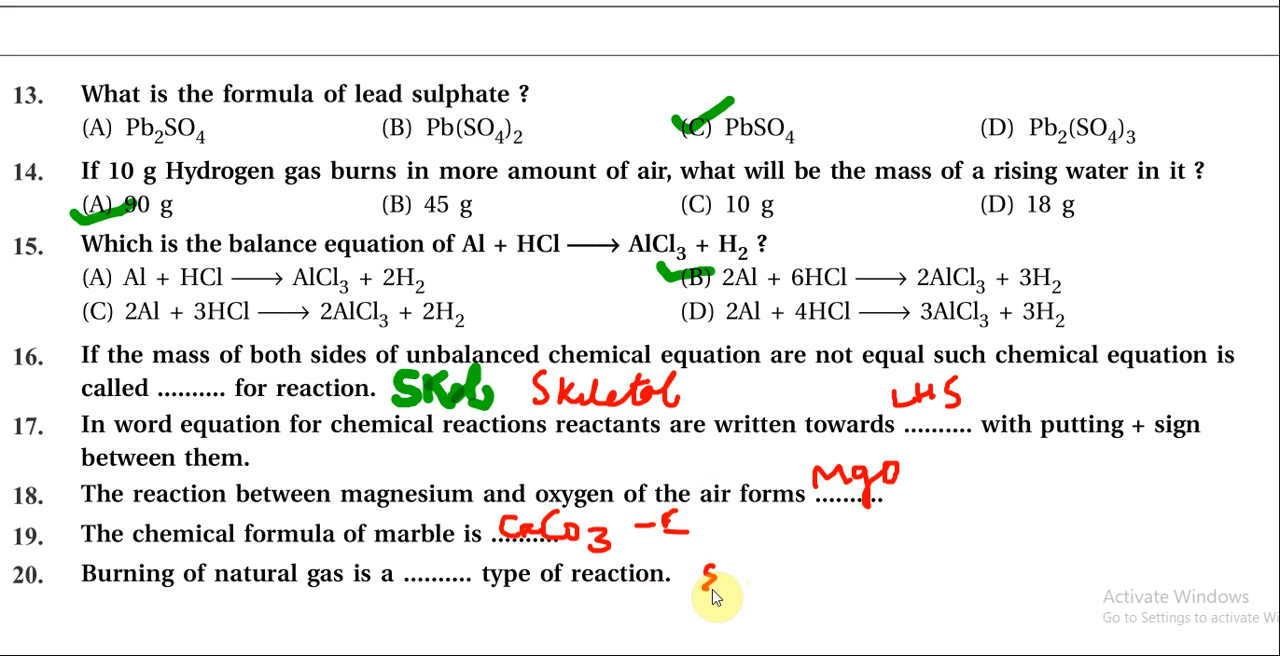 13. What is the formula of lead sulphate ?
(A) Pb₂SO₄ (B) Pb(SO₄)₂ (C) PbSO₄ (D) Pb₂(SO₄)₃
14. If 10 g Hydrogen gas burns in more amount of air, what will be the mass of a rising water in it ?
(A) 90 g (B) 45 g (C) 10 g (D) 18 g
15. Which is the balance equation of Al + HCl ⟶ AlCl₃ + H₂ ?
(A) Al + HCl ⟶ AlCl₃ + 2H₂ (B) 2Al + 6HCl ⟶ 2AlCl₃ + 3H₂
(C) 2Al + 3HCl ⟶ 2AlCl₃ + 2H₂ (D) 2Al + 4HCl ⟶ 3AlCl₃ + 3H₂
16. If the mass of both sides of unbalanced chemical equation are not equal such chemical equation is
called .......... for reaction. Skeletal
LHS
17. In word equation for chemical reactions reactants are written towards .......... with putting + sign
between them.
18. The reaction between magnesium and oxygen of the air forms .......... MgO
19. The chemical formula of marble is .......... CaCO3
20. Burning of natural gas is a .......... type of reaction. S
Activate Windows
Go to Settings to activate Wi